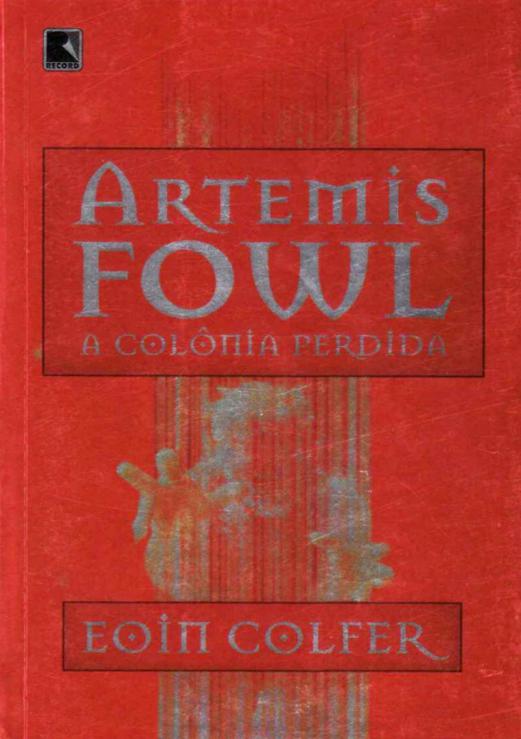 RECORD
ARTEMIS
FOWL
A COLÔNIA PERDIDA
EOIN COLFER